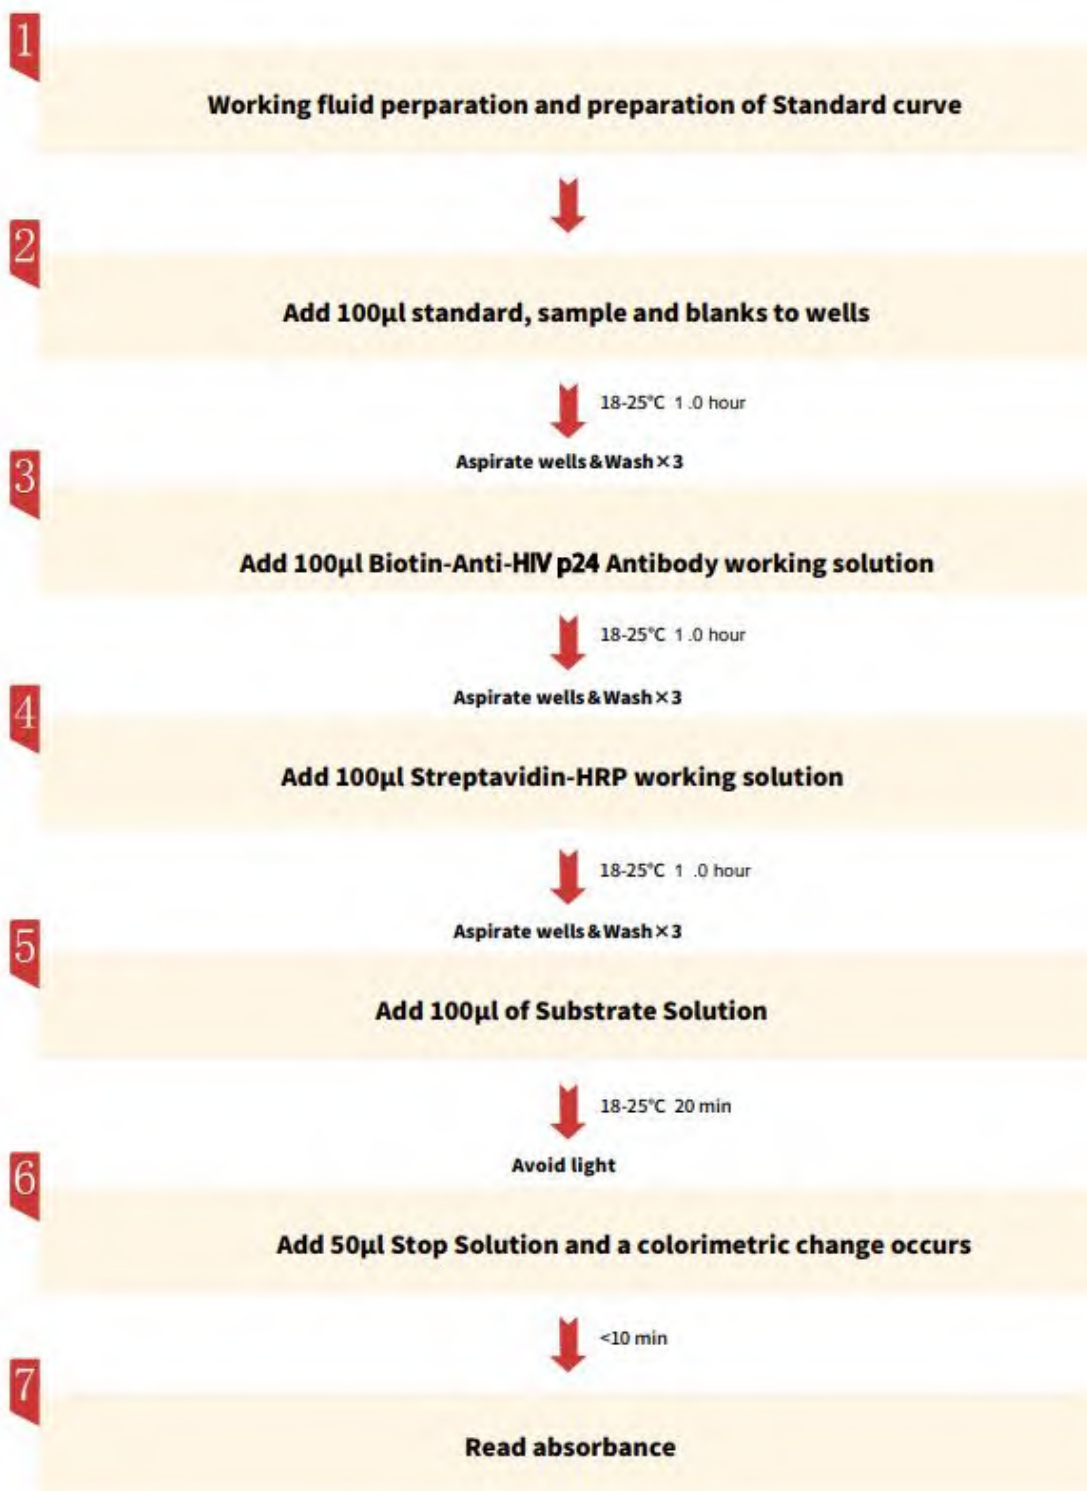 1
Working fluid perparation and preparation of Standard curve
2
Add 100μl standard, sample and blanks to wells
18-25°C 1 .0 hour
Aspirate wells&Wash×3
3
Add 100μl Biotin-Anti-HIV p24 Antibody working solution
18-25°C 1 .0 hour
Aspirate wells&Wash×3
4
Add 100μl Streptavidin-HRP working solution
18-25°C 1 .0 hour
Aspirate wells&Wash×3
5
Add 100μl of Substrate Solution
18-25°C 20 min
Avoid light
6
Add 50μl Stop Solution and a colorimetric change occurs
<10 min
7
Read absorbance